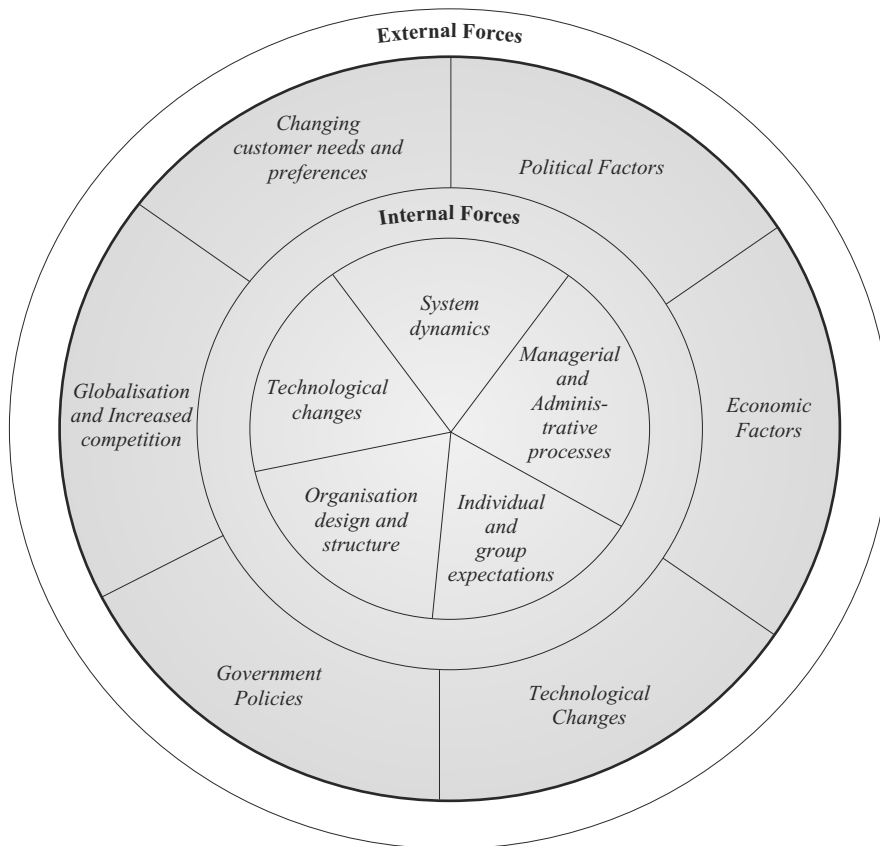 External Forces
Changing
customer needs and
preferences
Political Factors
Internal Forces
System
dynamics
Managerial
and
Adminis-
trative
processes
Technological
changes
Globalisation
and Increased
competition
Economic
Factors
Organisation
design and
structure
Individual
and
group
expectations
Government
Policies
Technological
Changes